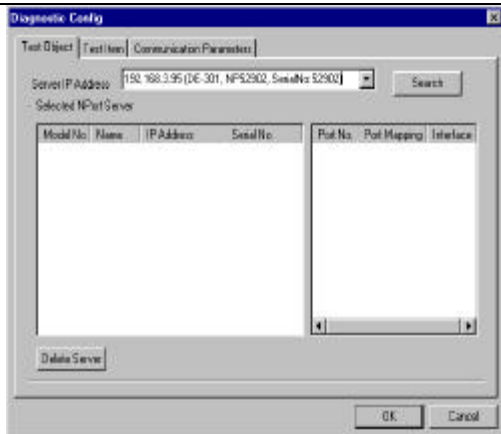 Diagnostic Config
Test Object Test Item Communication Parameters
Server IP Address 192.168.3.95 (DE-301, NP52902, SerialNo:52902) Search
Selected NPort Server
Model No. Name IP Address Serial No. Port No. Port Mapping Interface
Delete Server
OK Cancel